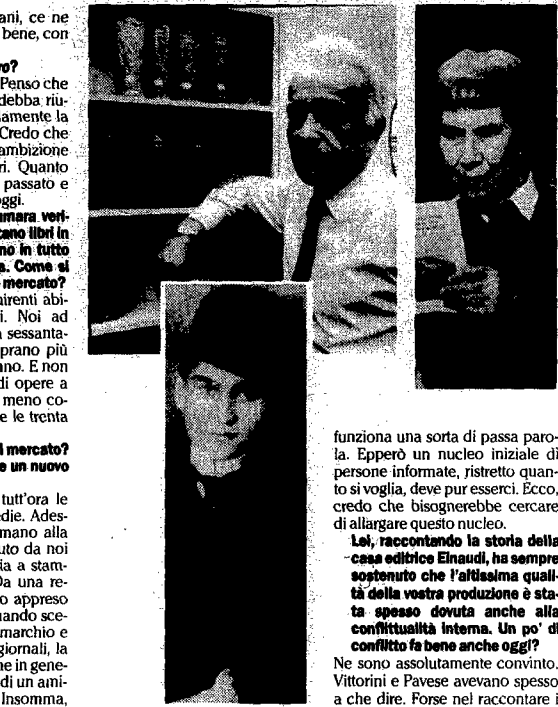 ani, ce ne
bene, con
ro?
Penso che
debba riu-
amente la
Credo che
ambizione
ri. Quanto
passato e
oggi.
amara veri-
tano libri in
no in tutto
a. Come si
mercato?
irenti abi-
i. Noi ad
sessanta-
prano più
nno. E non
di opere a
meno co-
e le trenta
l mercato?
e un nuovo
tutt'ora le
edie. Ades-
mano alla
uto da noi
ia a stam-
Da una re-
o appreso
uando sce-
marchio e
giornali, la
ne in gene-
di un ami-
Insomma,
funziona una sorta di passa paro-
la. Epperò un nucleo iniziale di
persone informate, ristretto quan-
to si voglia, deve pur esserci. Ecco,
credo che bisognerebbe cercare
di allargare questo nucleo.
Lei, raccontando la storia della
casa editrice Einaudi, ha sempre
sostenuto che l'altissima quali-
tà della vostra produzione è sta-
ta spesso dovuta anche alla
conflittualità interna. Un po' di
conflitto fa bene anche oggi?
Ne sono assolutamente convinto.
Vittorini e Pavese avevano spesso
a che dire. Forse nel raccontare i